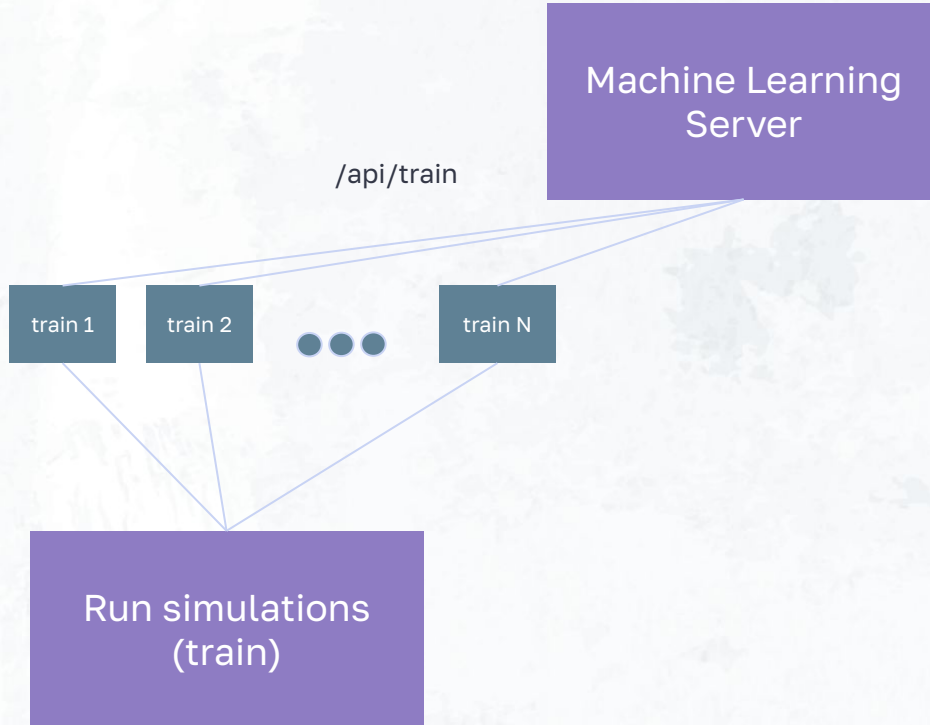 Machine Learning
Server
/api/train
train 1
train 2
train N
Run simulations
(train)